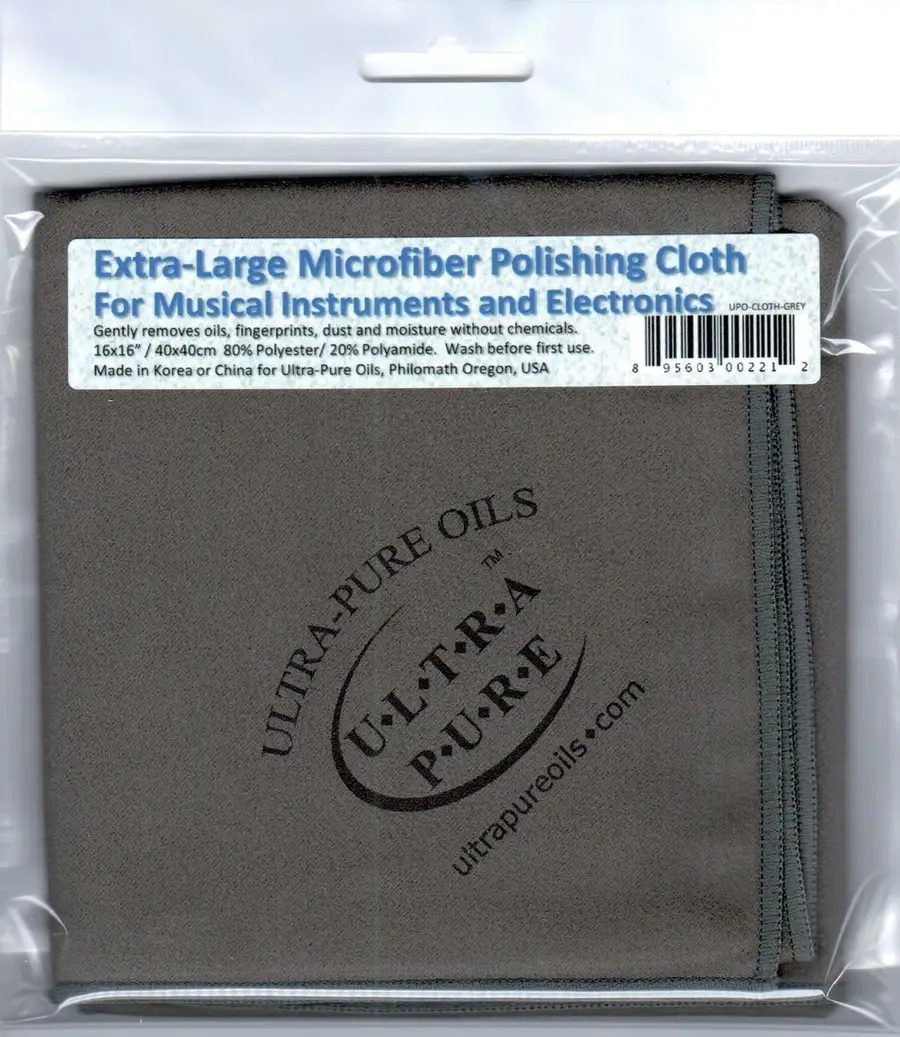 Extra-Large Microfiber Polishing Cloth
For Musical Instruments and Electronics
UPO-CLOTH-GREY
Gently removes oils, fingerprints, dust and moisture without chemicals.
16x16” / 40x40cm 80% Polyester/ 20% Polyamide. Wash before first use.
Made in Korea or China for Ultra-Pure Oils, Philomath Oregon, USA
8 95603 00221 2
ULTRA-PURE OILS
™
U•L•T•R•A
P•U•R•E
ultrapureoils•com